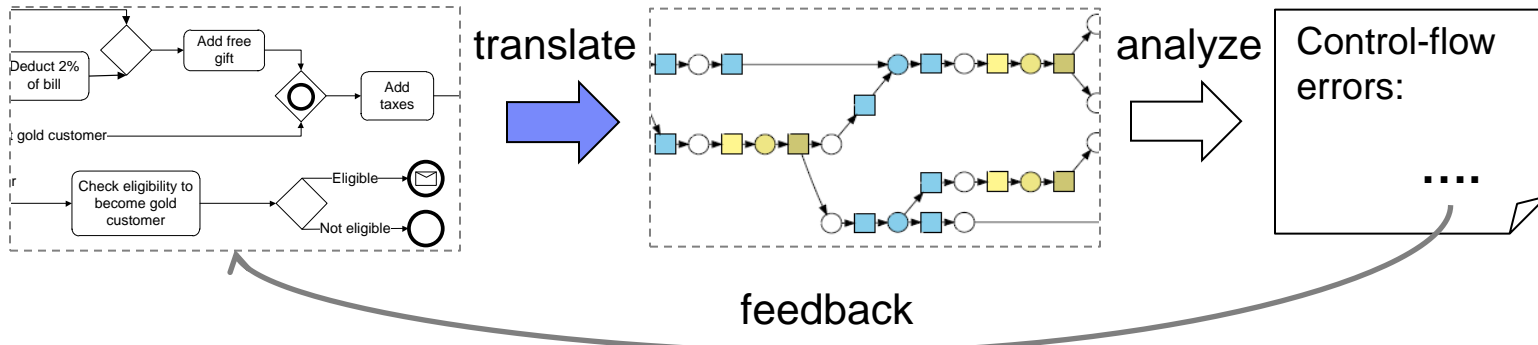 translate
analyze
Add free
gift
Deduct 2%
of bill
Add
taxes
gold customer
Check eligibility to
become gold
customer
Eligible
Not eligible
Control-flow
errors:
....
feedback